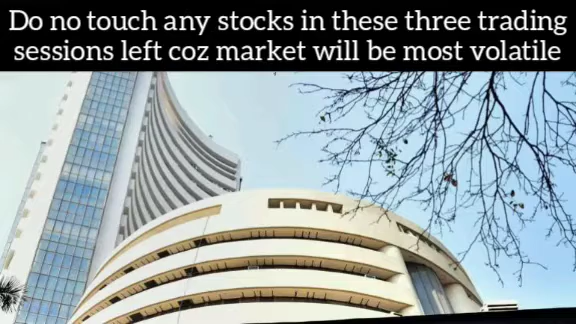 Do no touch any stocks in these three trading
sessions left coz market will be most volatile